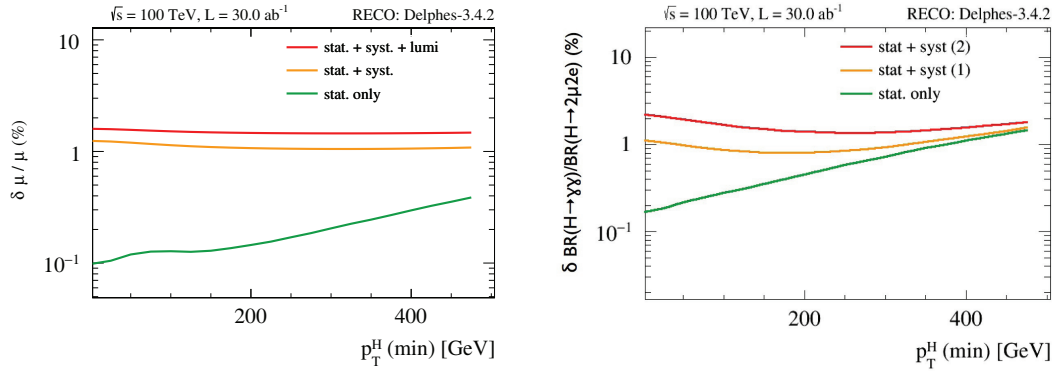 √s = 100 TeV, L = 30.0 ab⁻¹ RECO: Delphes-3.4.2
10
1
10⁻¹
δ μ / μ (%)
stat. + syst. + lumi
stat. + syst.
stat. only
200 400
p_T^H (min) [GeV]
√s = 100 TeV, L = 30.0 ab⁻¹ RECO: Delphes-3.4.2
10
1
10⁻¹
δ BR(H→γγ)/BR(H→2μ2e) (%)
stat + syst (2)
stat + syst (1)
stat. only
200 400
p_T^H (min) [GeV]